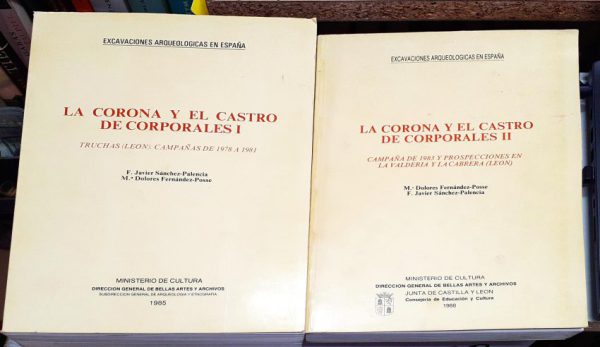 EXCAVACIONES ARQUEOLOGICAS EN ESPAÑA
LA CORONA Y EL CASTRO
DE CORPORALES I
TRUCHAS (LEON): CAMPAÑAS DE 1978 A 1981
F. Javier Sánchez-Palencia
M.ª Dolores Fernández-Posse
MINISTERIO DE CULTURA
DIRECCION GENERAL DE BELLAS ARTES Y ARCHIVOS
SUBDIRECCION GENERAL DE ARQUEOLOGIA Y ETNOGRAFIA
1985
EXCAVACIONES ARQUEOLOGICAS EN ESPAÑA
LA CORONA Y EL CASTRO
DE CORPORALES II
CAMPAÑA DE 1983 Y PROSPECCIONES EN
LA VALDERIA Y LA CABRERA (LEON)
M.ª Dolores Fernández-Posse
F. Javier Sánchez-Palencia
MINISTERIO DE CULTURA
DIRECCION GENERAL DE BELLAS ARTES Y ARCHIVOS
JUNTA DE CASTILLA Y LEON
Consejería de Educación y Cultura
1988